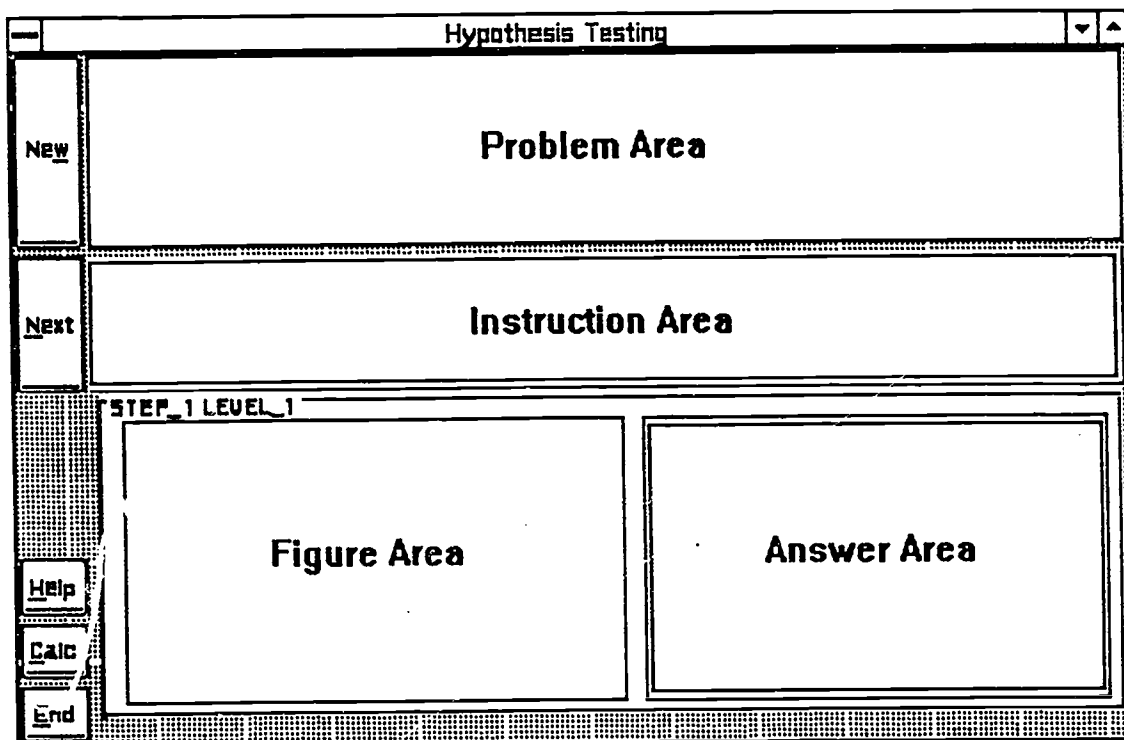 Hypothesis Testing
New
Problem Area
Next
Instruction Area
STEP_1 LEVEL_1
Figure Area
Answer Area
Help
Calc
End